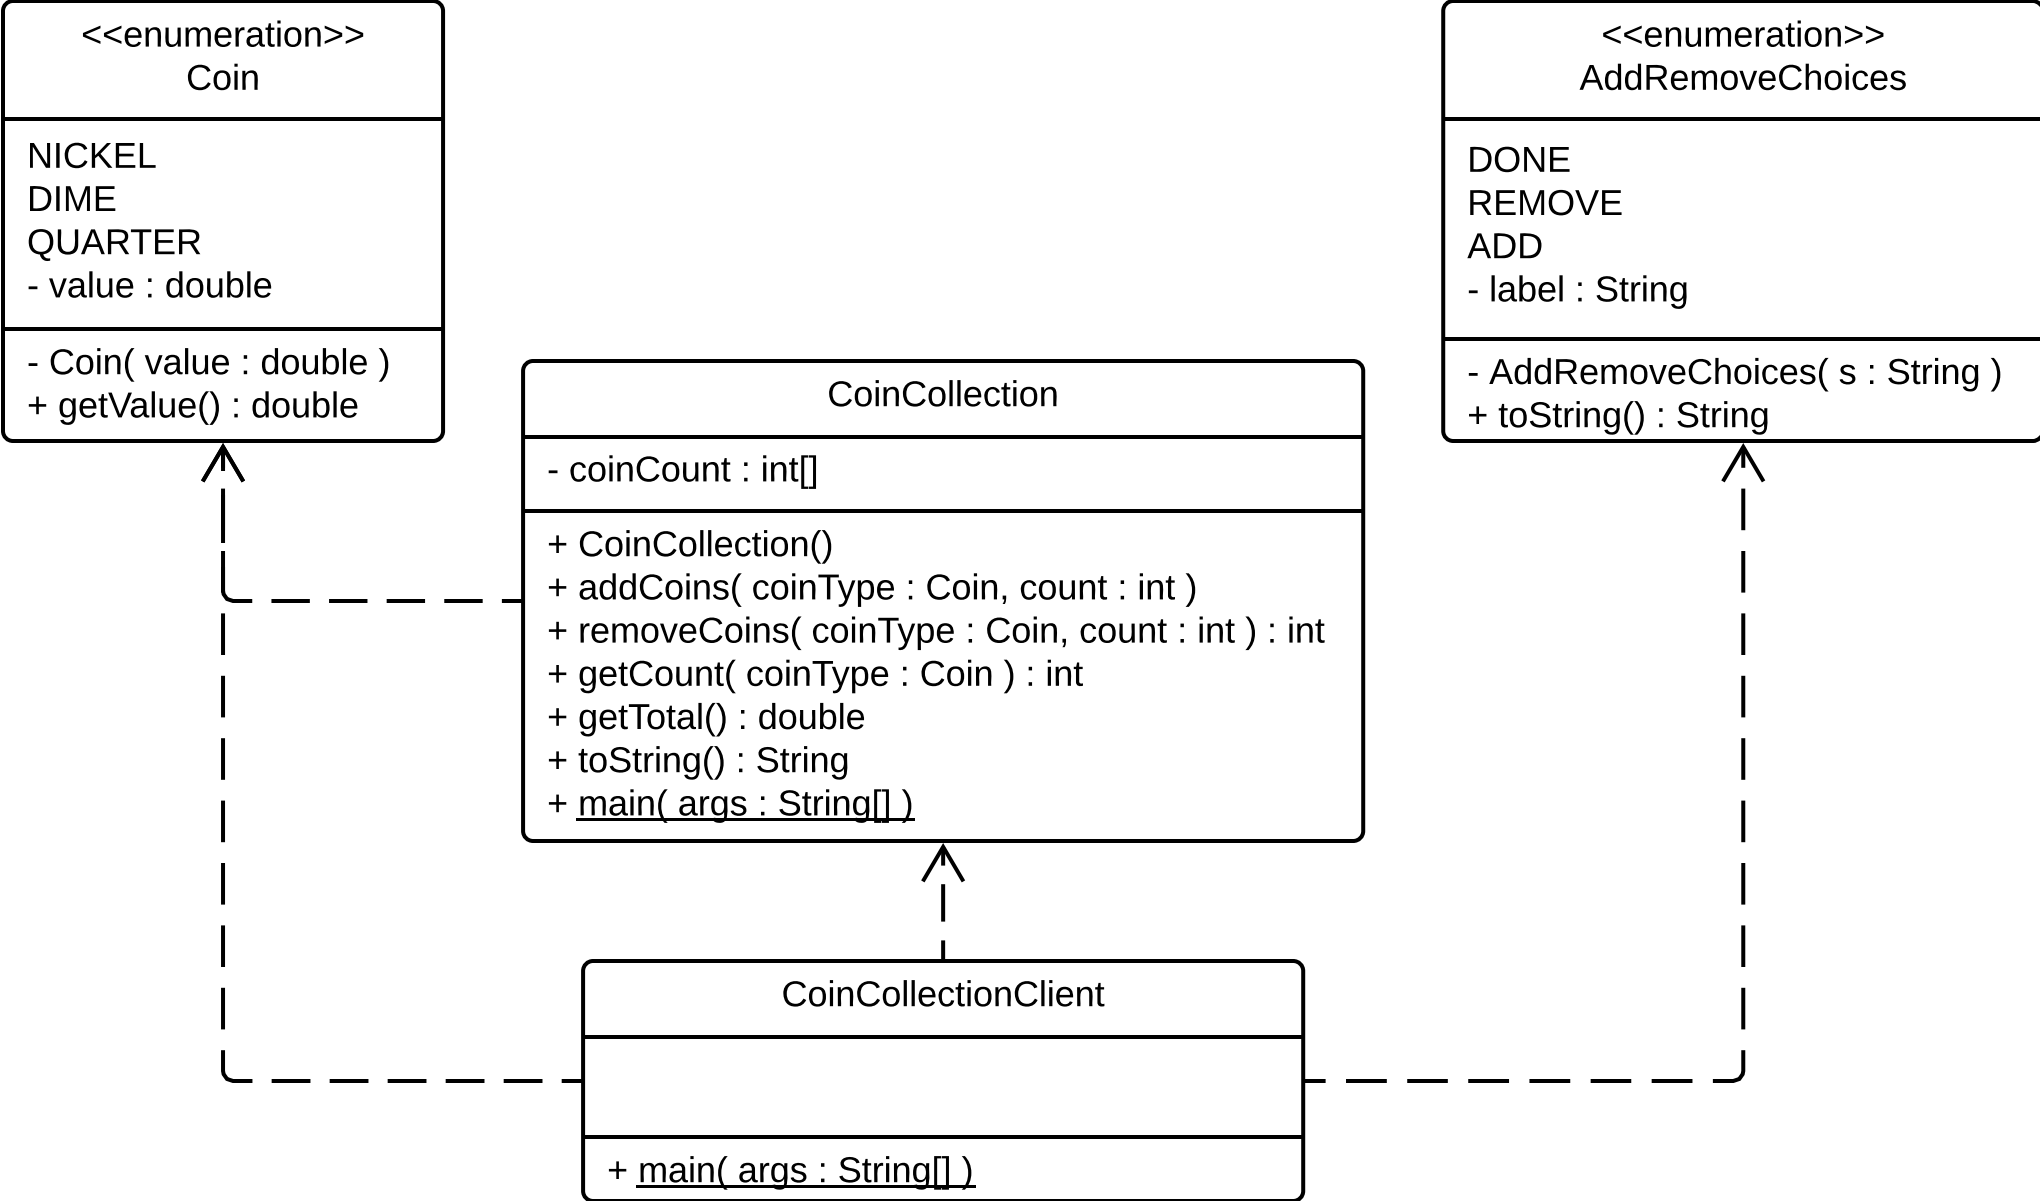 <<enumeration>>
Coin
NICKEL
DIME
QUARTER
- value : double
- Coin( value : double )
+ getValue() : double
<<enumeration>>
AddRemoveChoices
DONE
REMOVE
ADD
- label : String
- AddRemoveChoices( s : String )
+ toString() : String
CoinCollection
- coinCount : int[]
+ CoinCollection()
+ addCoins( coinType : Coin, count : int )
+ removeCoins( coinType : Coin, count : int ) : int
+ getCount( coinType : Coin ) : int
+ getTotal() : double
+ toString() : String
+ main( args : String[] )
CoinCollectionClient
+ main( args : String[] )